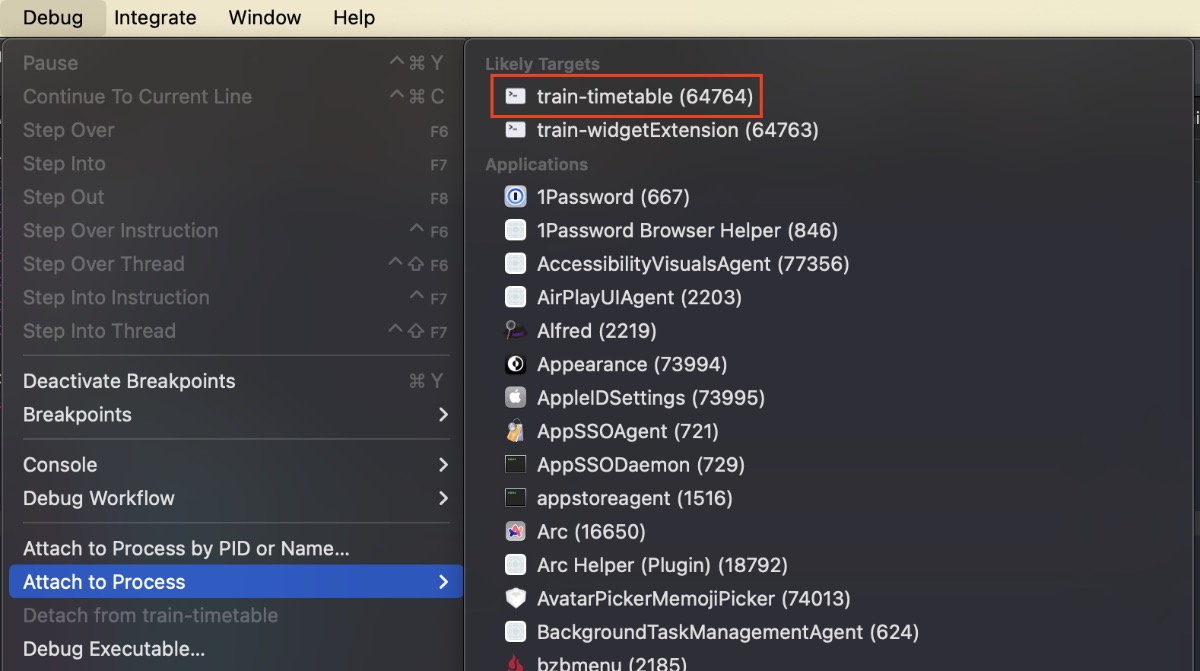 Debug Integrate Window Help
Pause ^⌘Y
Continue To Current Line ^⌘C
Step Over F6
Step Into F7
Step Out F8
Step Over Instruction ^F6
Step Over Thread ^⇧F6
Step Into Instruction ^F7
Step Into Thread ^⇧F7
Deactivate Breakpoints ⌘Y
Breakpoints
Console
Debug Workflow
Attach to Process by PID or Name...
Attach to Process
Detach from train-timetable
Debug Executable...
Likely Targets
train-timetable (64764)
train-widgetExtension (64763)
Applications
1Password (667)
1Password Browser Helper (846)
AccessibilityVisualsAgent (77356)
AirPlayUIAgent (2203)
Alfred (2219)
Appearance (73994)
AppleIDSettings (73995)
AppSSOAgent (721)
AppSSODaemon (729)
appstoreagent (1516)
Arc (16650)
Arc Helper (Plugin) (18792)
AvatarPickerMemojiPicker (74013)
BackgroundTaskManagementAgent (624)
bzbmenu (2185)